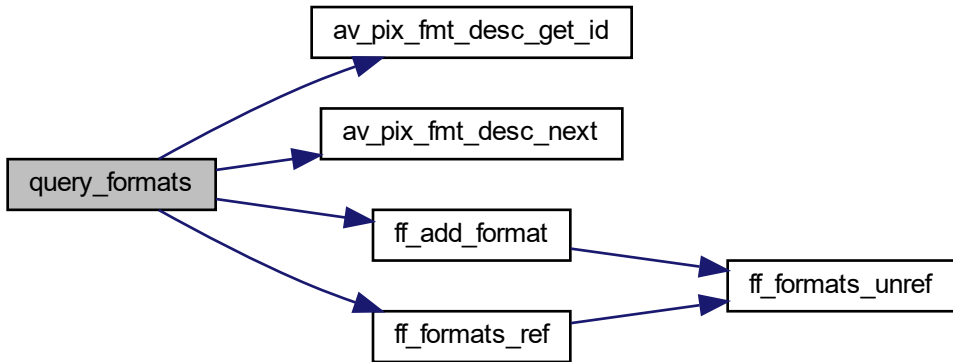 av_pix_fmt_desc_get_id
av_pix_fmt_desc_next
query_formats
ff_add_format
ff_formats_unref
ff_formats_ref